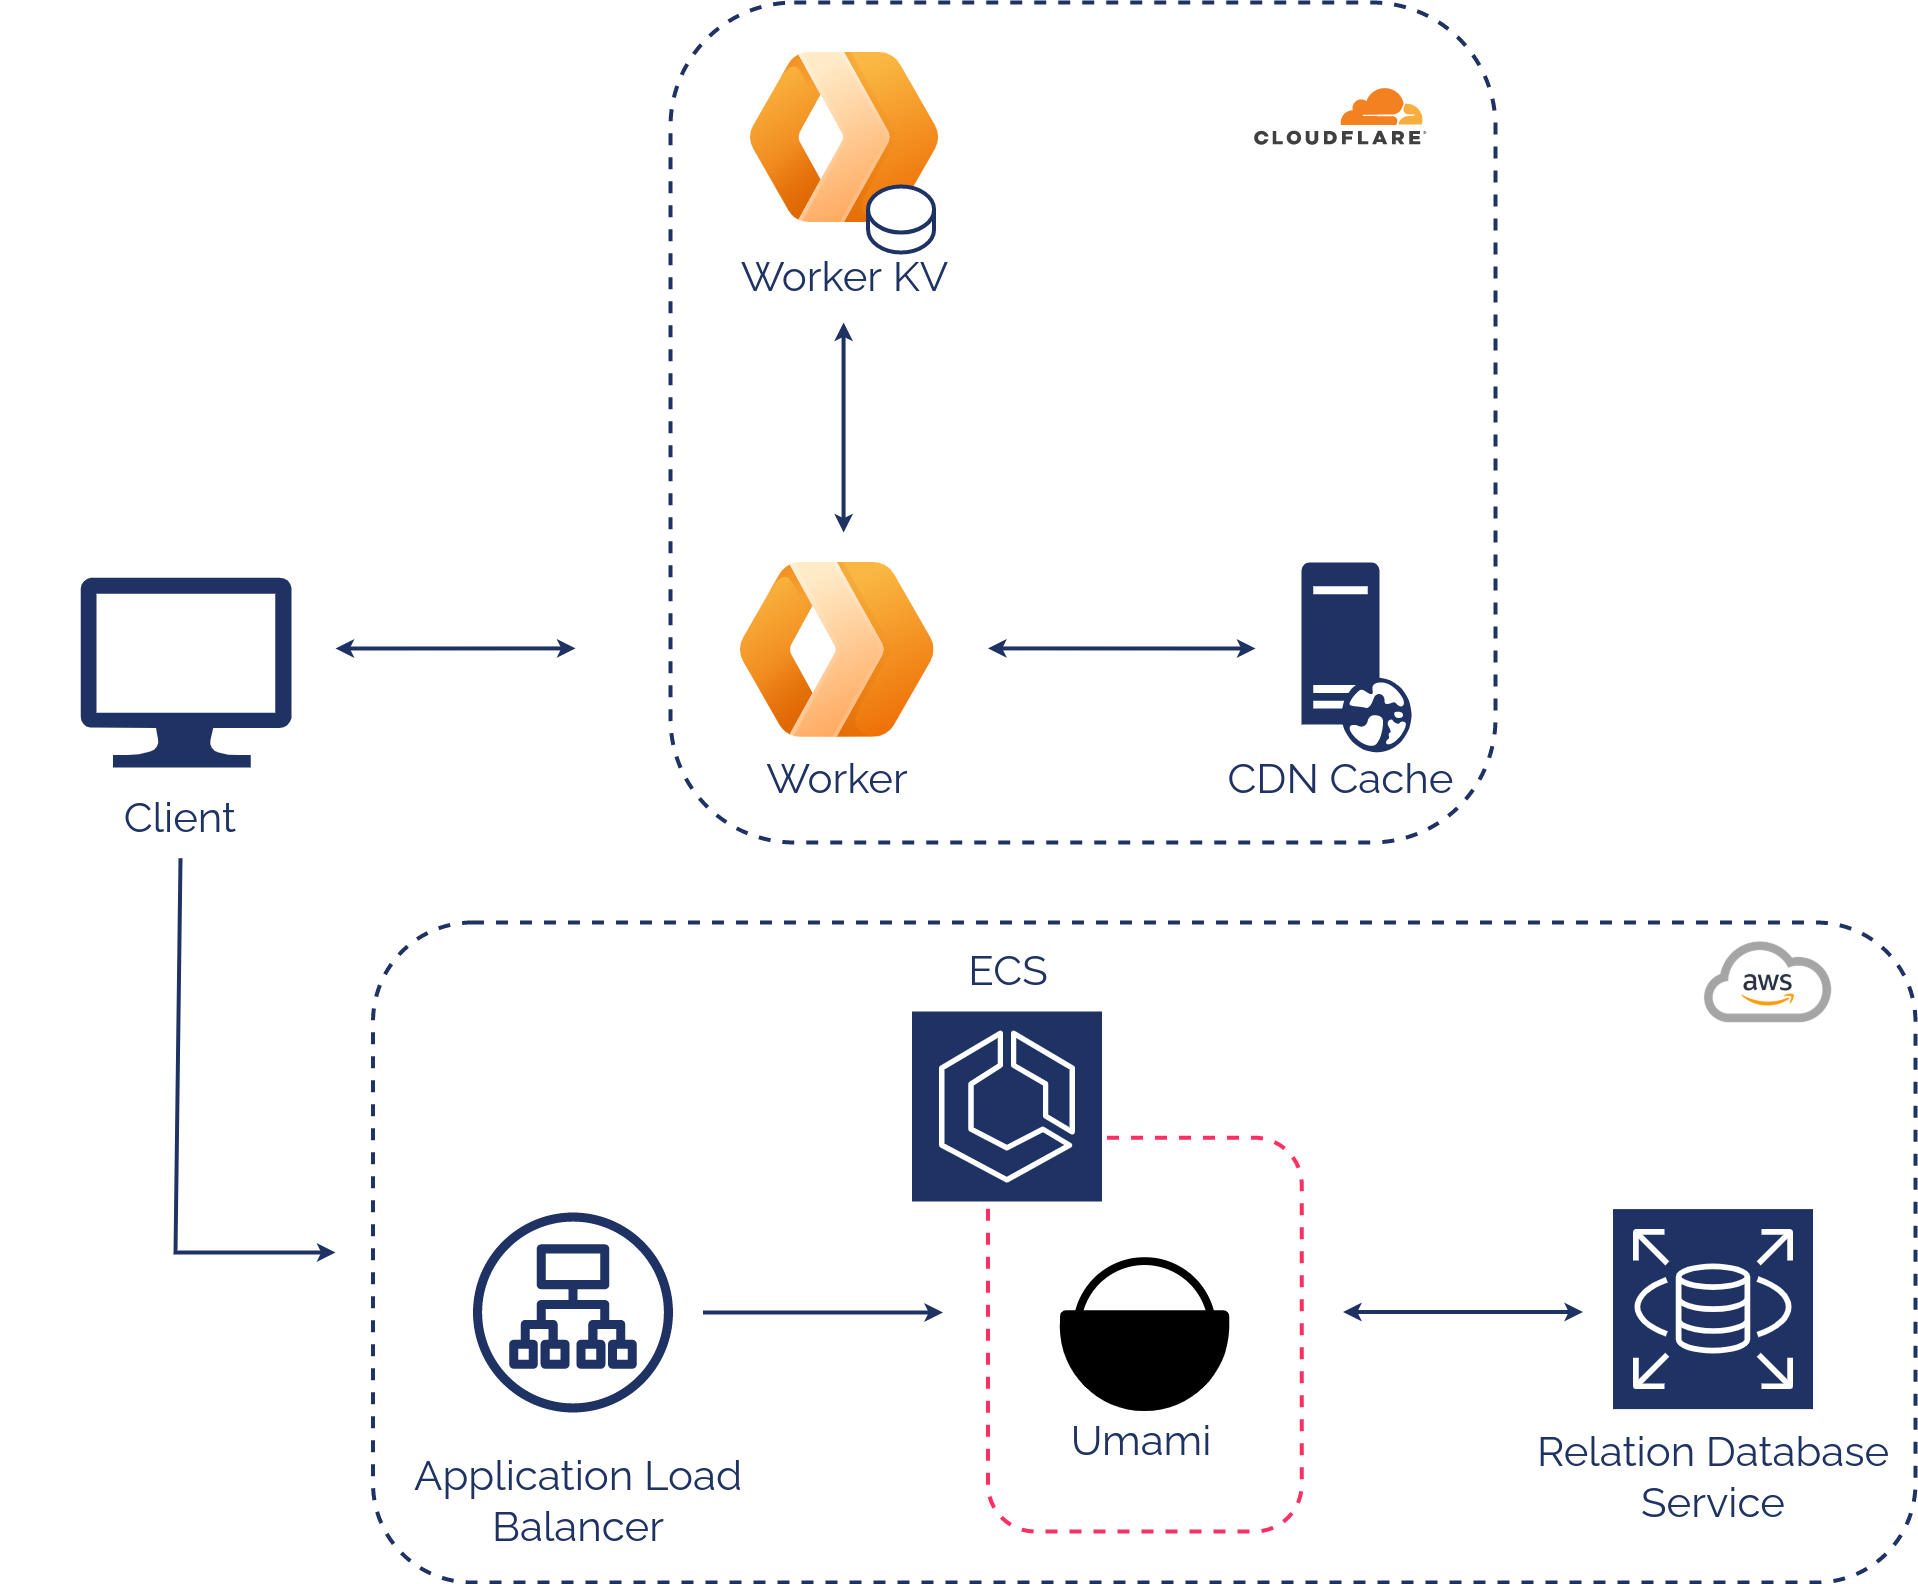 CLOUDFLARE
Worker KV
Worker
CDN Cache
Client
ECS
aws
Umami
Application Load
Balancer
Relation Database
Service